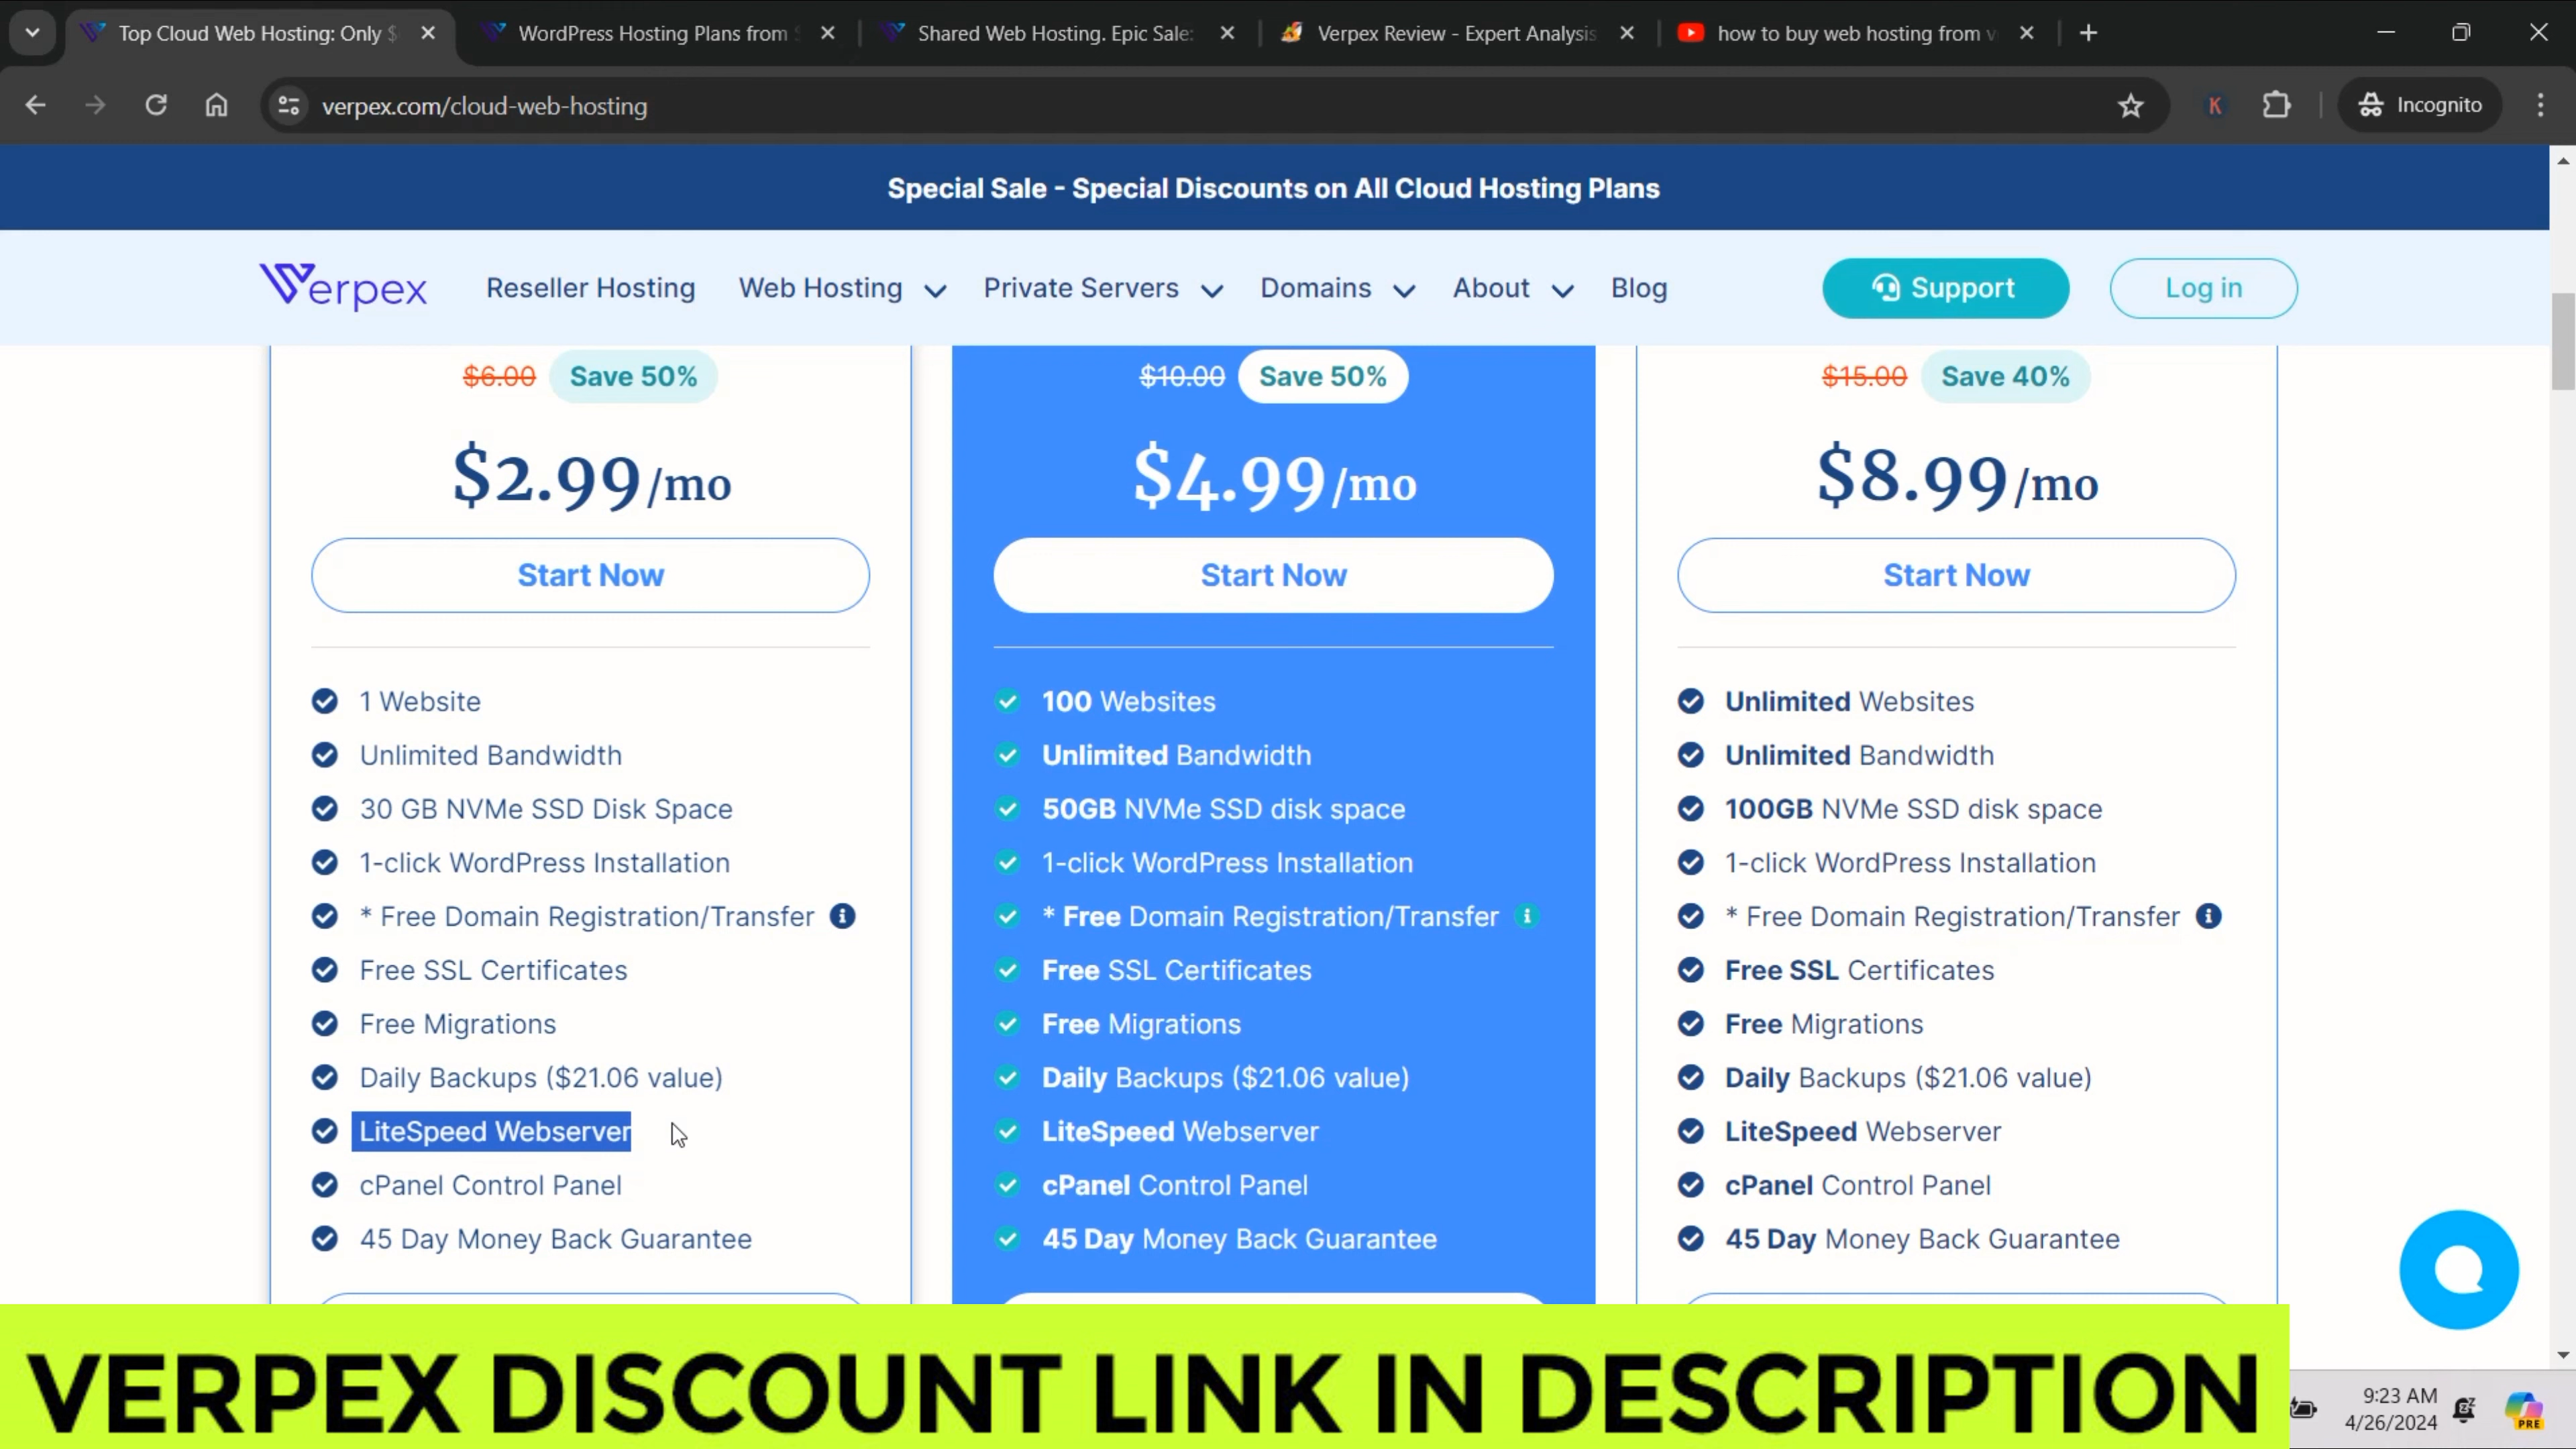 Top Cloud Web Hosting: Only $
WordPress Hosting Plans from $
Shared Web Hosting. Epic Sale:
Verpex Review - Expert Analysis
how to buy web hosting from v
verpex.com/cloud-web-hosting
K
Incognito
Special Sale - Special Discounts on All Cloud Hosting Plans
Verpex
Reseller Hosting
Web Hosting
Private Servers
Domains
About
Blog
Support
Log in
$6.00 Save 50%
$2.99/mo
Start Now
1 Website
Unlimited Bandwidth
30 GB NVMe SSD Disk Space
1-click WordPress Installation
* Free Domain Registration/Transfer
Free SSL Certificates
Free Migrations
Daily Backups ($21.06 value)
LiteSpeed Webserver
cPanel Control Panel
45 Day Money Back Guarantee
$10.00 Save 50%
$4.99/mo
Start Now
100 Websites
Unlimited Bandwidth
50GB NVMe SSD disk space
1-click WordPress Installation
* Free Domain Registration/Transfer
Free SSL Certificates
Free Migrations
Daily Backups ($21.06 value)
LiteSpeed Webserver
cPanel Control Panel
45 Day Money Back Guarantee
$15.00 Save 40%
$8.99/mo
Start Now
Unlimited Websites
Unlimited Bandwidth
100GB NVMe SSD disk space
1-click WordPress Installation
* Free Domain Registration/Transfer
Free SSL Certificates
Free Migrations
Daily Backups ($21.06 value)
LiteSpeed Webserver
cPanel Control Panel
45 Day Money Back Guarantee
VERPEX DISCOUNT LINK IN DESCRIPTION
9:23 AM
4/26/2024
PRE